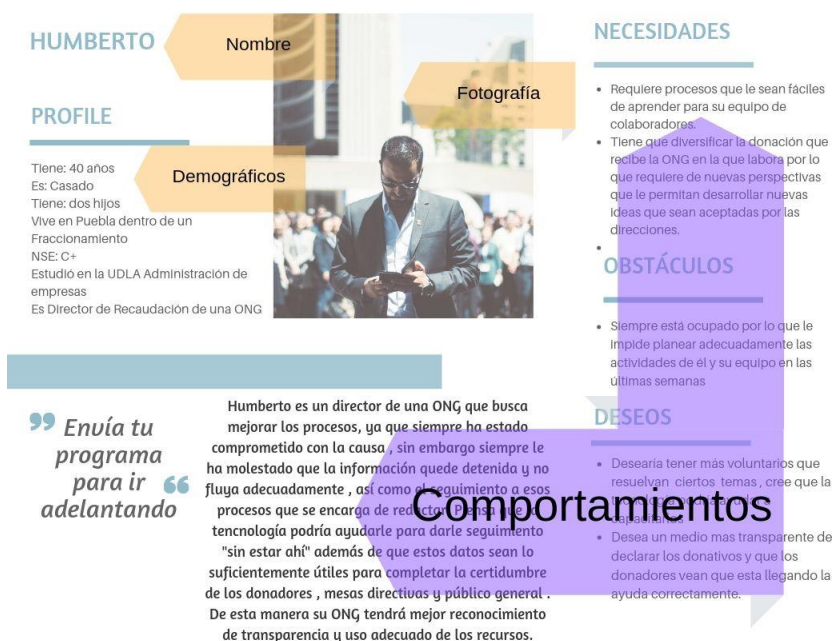 HUMBERTO
Nombre
Fotografía
PROFILE
Demográficos
Tiene: 40 años
Es: Casado
Tiene: dos hijos
Vive en Puebla dentro de un
Fraccionamiento
NSE: C+
Estudió en la UDLA Administración de
empresas
Es Director de Recaudación de una ONG
NECESIDADES
• Requiere procesos que le sean fáciles
de aprender para su equipo de
colaboradores.
• Tiene que diversificar la donación que
recibe la ONG en la que labora por lo
que requiere de nuevas perspectivas
que le permitan desarrollar nuevas
ideas que sean aceptadas por las
direcciones.
•
OBSTÁCULOS
• Siempre está ocupado por lo que le
impide planear adecuadamente las
actividades de él y su equipo en las
últimas semanas
DESEOS
• Desearía tener más voluntarios que
resuelvan ciertos temas , cree que la
• Desea un medio mas transparente de
declarar los donativos y que los
donadores vean que esta llegando la
ayuda correctamente.
Comportamientos
Envía tu
programa
para ir
adelantando
Humberto es un director de una ONG que busca
mejorar los procesos, ya que siempre ha estado
comprometido con la causa , sin embargo siempre le
ha molestado que la información quede detenida y no
fluya adecuadamente , así como el seguimiento a esos
procesos que se encarga de redactar. Piensa que la
tencnología podría ayudarle para darle seguimiento
"sin estar ahí" además de que estos datos sean lo
suficientemente útiles para completar la certidumbre
de los donadores , mesas directivas y público general .
De esta manera su ONG tendrá mejor reconocimiento
de transparencia y uso adecuado de los recursos.